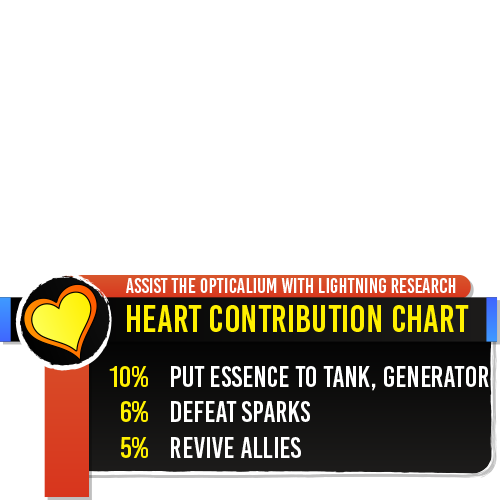 ASSIST THE OPTICALIUM WITH LIGHTNING RESEARCH
HEART CONTRIBUTION CHART
10% PUT ESSENCE TO TANK, GENERATOR
6% DEFEAT SPARKS
5% REVIVE ALLIES